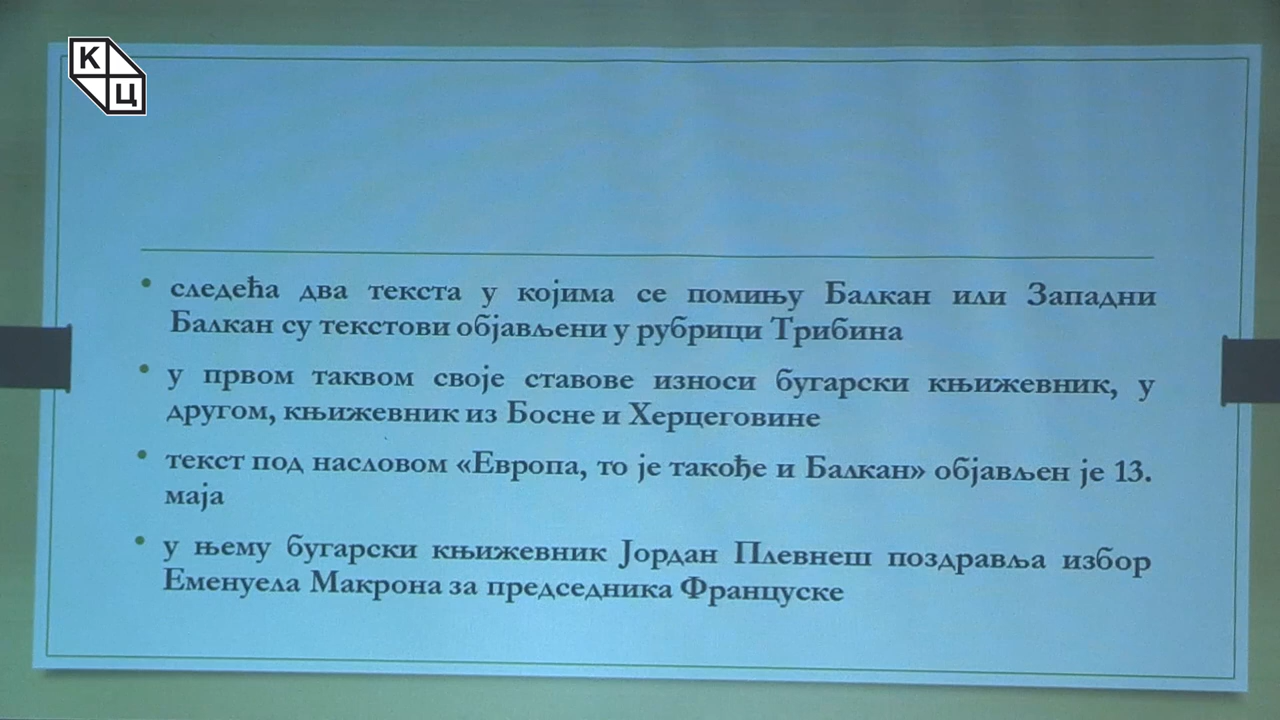 К
Ц
следећа два текста у којима се помињу Балкан или Западни
Балкан су текстови објављени у рубрици Трибина
у првом таквом своје ставове износи бугарски књижевник, у
другом, књижевник из Босне и Херцеговине
текст под насловом «Европа, то је такође и Балкан» објављен је 13.
маја
у њему бугарски књижевник Јордан Плевнеш поздравља избор
Еменуела Макрона за председника Француске